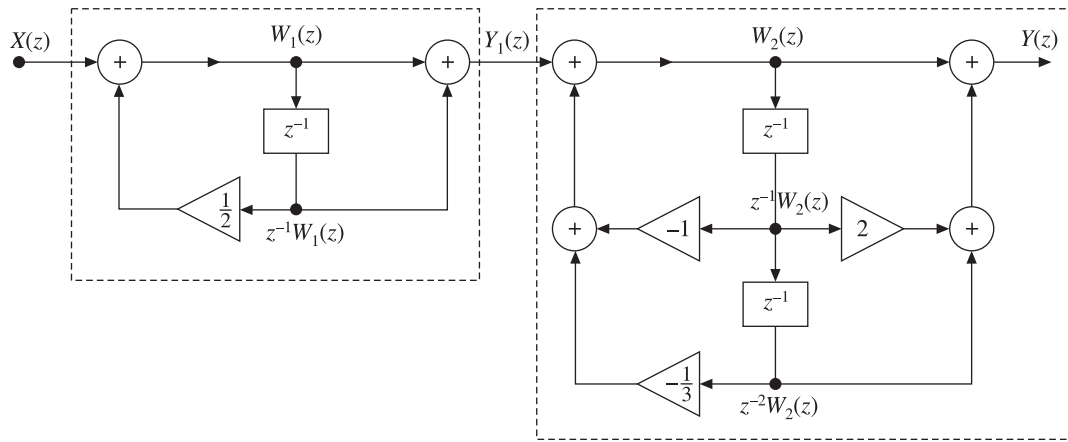 X(z)
W₁(z)
Y₁(z)
W₂(z)
Y(z)
+
+
+
+
z⁻¹
z⁻¹
1/2
z⁻¹W₁(z)
z⁻¹W₂(z)
+
−1
2
+
z⁻¹
−1/3
z⁻²W₂(z)